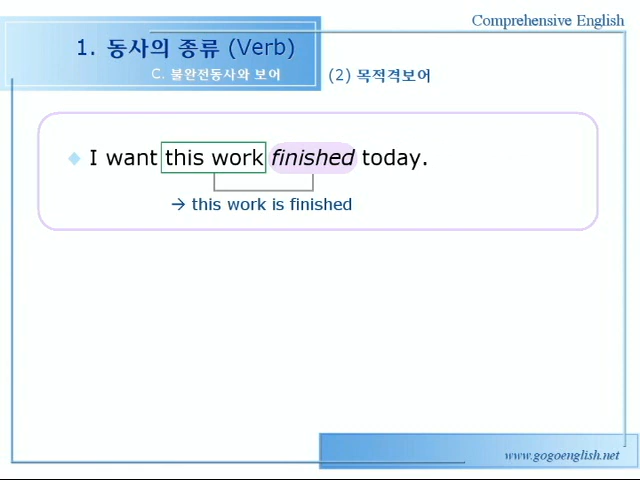 Comprehensive English
1. 동사의 종류 (Verb)
C. 불완전동사와 보어
(2) 목적격보어
I want this work finished today.
→ this work is finished
www.gogoenglish.net